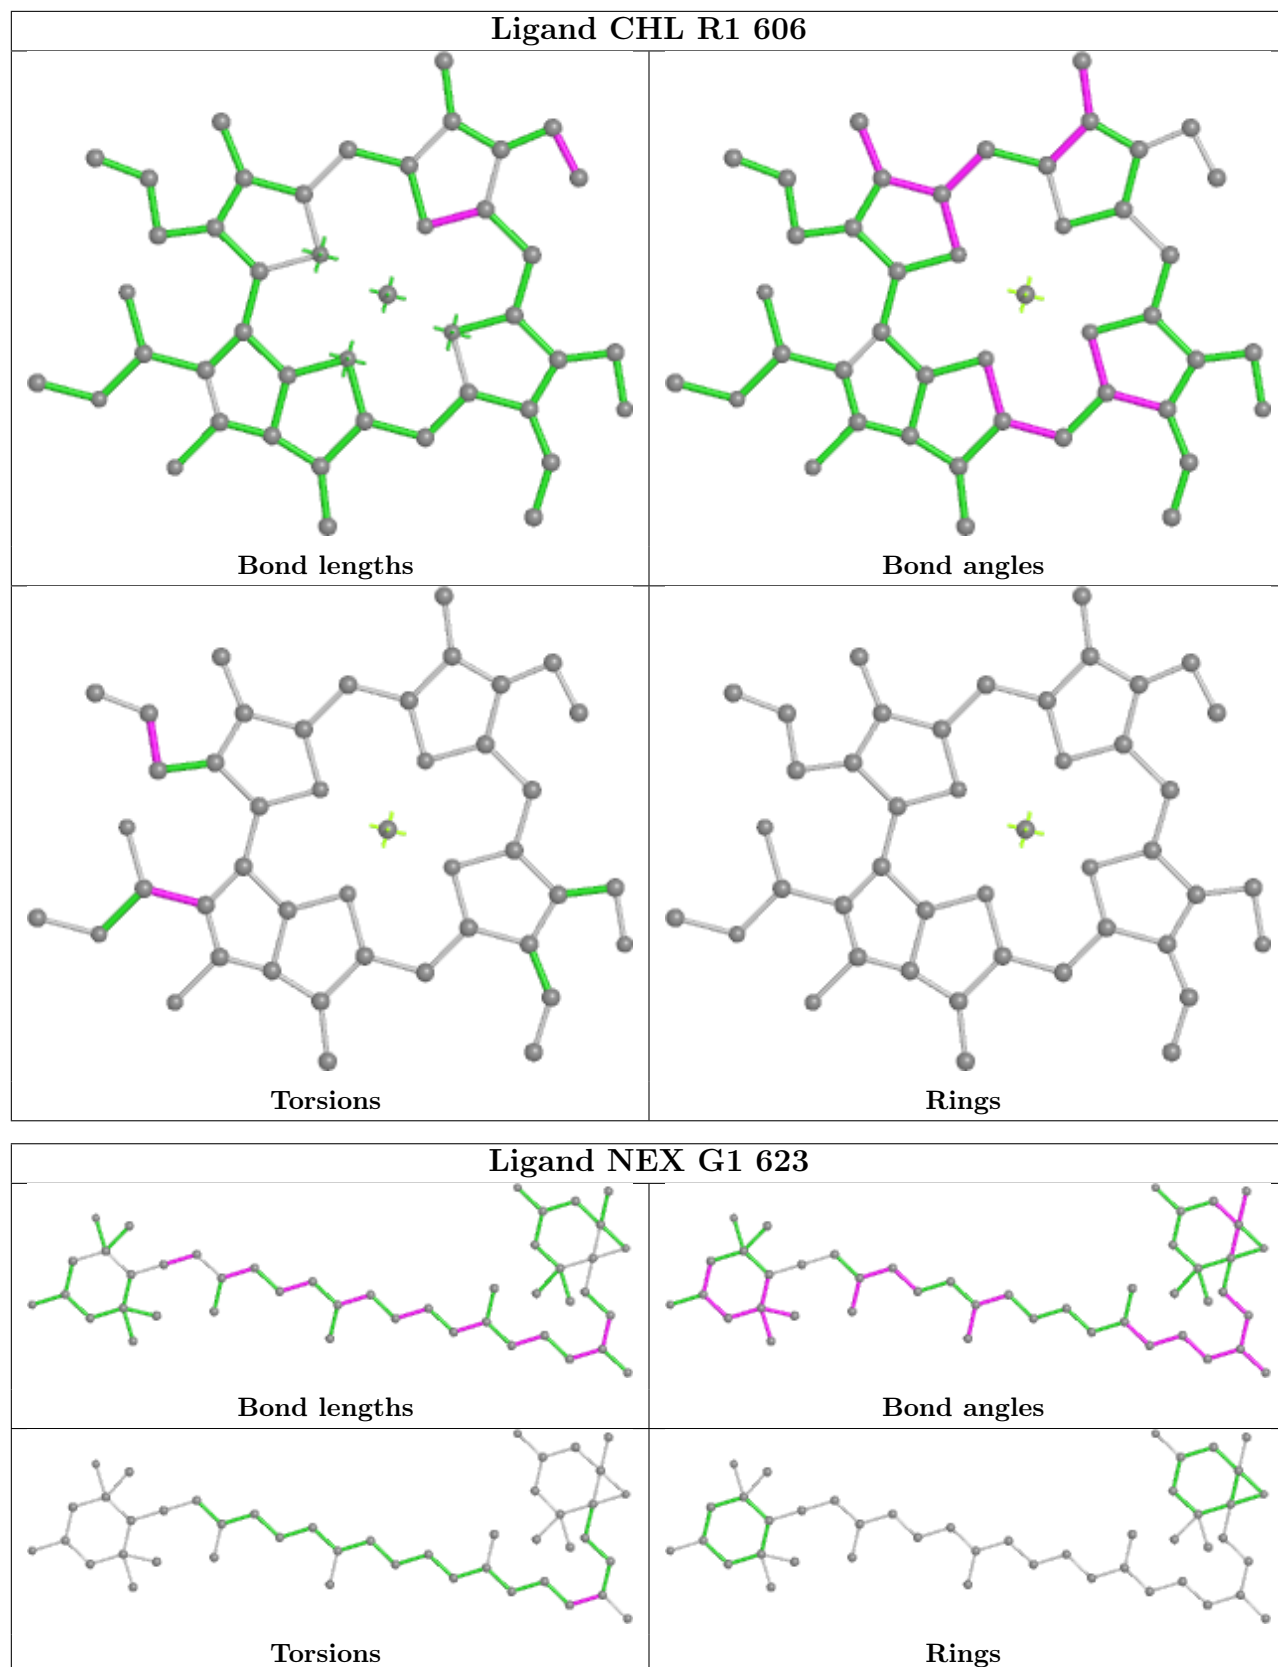 Ligand CHL R1 606
Bond lengths
Bond angles
Torsions
Rings
Ligand NEX G1 623
Bond lengths
Bond angles
Torsions
Rings